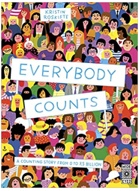 KRISTIN ROSKIFTE
EVERYBODY
COUNTS
A COUNTING STORY FROM 0 TO 7.5 BILLION